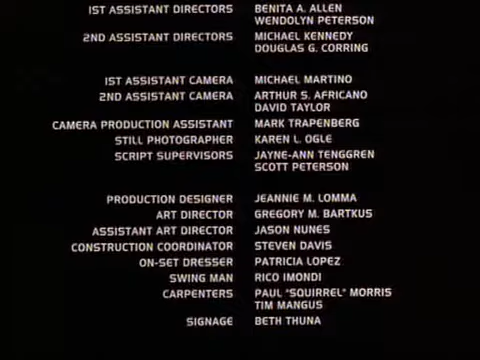 1ST ASSISTANT DIRECTORS BENITA A. ALLEN
WENDOLYN PETERSON
2ND ASSISTANT DIRECTORS MICHAEL KENNEDY
DOUGLAS G. CORRING
1ST ASSISTANT CAMERA MICHAEL MARTINO
2ND ASSISTANT CAMERA ARTHUR S. AFRICANO
DAVID TAYLOR
CAMERA PRODUCTION ASSISTANT MARK TRAPENBERG
STILL PHOTOGRAPHER KAREN L. OGLE
SCRIPT SUPERVISORS JAYNE-ANN TENGGREN
SCOTT PETERSON
PRODUCTION DESIGNER JEANNIE M. LOMMA
ART DIRECTOR GREGORY M. BARTKUS
ASSISTANT ART DIRECTOR JASON NUNES
CONSTRUCTION COORDINATOR STEVEN DAVIS
ON-SET DRESSER PATRICIA LOPEZ
SWING MAN RICO IMONDI
CARPENTERS PAUL "SQUIRREL" MORRIS
TIM MANGUS
SIGNAGE BETH THUNA